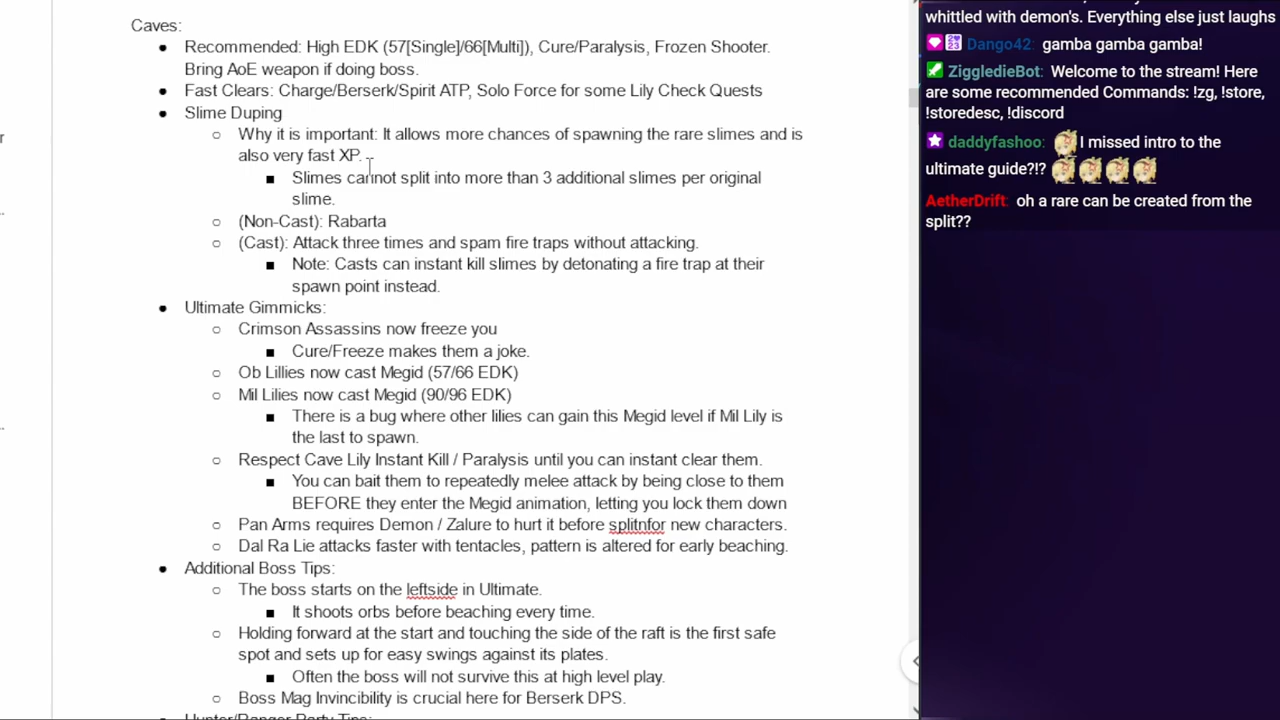 Caves:
● Recommended: High EDK (57[Single]/66[Multi]), Cure/Paralysis, Frozen Shooter.
Bring AoE weapon if doing boss.
● Fast Clears: Charge/Berserk/Spirit ATP, Solo Force for some Lily Check Quests
● Slime Duping
○ Why it is important: It allows more chances of spawning the rare slimes and is
also very fast XP.
■ Slimes cannot split into more than 3 additional slimes per original
slime.
○ (Non-Cast): Rabarta
○ (Cast): Attack three times and spam fire traps without attacking.
■ Note: Casts can instant kill slimes by detonating a fire trap at their
spawn point instead.
● Ultimate Gimmicks:
○ Crimson Assassins now freeze you
■ Cure/Freeze makes them a joke.
○ Ob Lillies now cast Megid (57/66 EDK)
○ Mil Lilies now cast Megid (90/96 EDK)
■ There is a bug where other lilies can gain this Megid level if Mil Lily is
the last to spawn.
○ Respect Cave Lily Instant Kill / Paralysis until you can instant clear them.
■ You can bait them to repeatedly melee attack by being close to them
BEFORE they enter the Megid animation, letting you lock them down
○ Pan Arms requires Demon / Zalure to hurt it before splitnfor new characters.
○ Dal Ra Lie attacks faster with tentacles, pattern is altered for early beaching.
● Additional Boss Tips:
○ The boss starts on the leftside in Ultimate.
■ It shoots orbs before beaching every time.
○ Holding forward at the start and touching the side of the raft is the first safe
spot and sets up for easy swings against its plates.
■ Often the boss will not survive this at high level play.
○ Boss Mag Invincibility is crucial here for Berserk DPS.
Hunter/Ranger Party Tips:
whittled with demon's. Everything else just laughs
Dango42: gamba gamba gamba!
ZiggledieBot: Welcome to the stream! Here
are some recommended Commands: !zg, !store,
!storedesc, !discord
daddyfashoo: I missed intro to the
ultimate guide?!?
AetherDrift: oh a rare can be created from the
split??